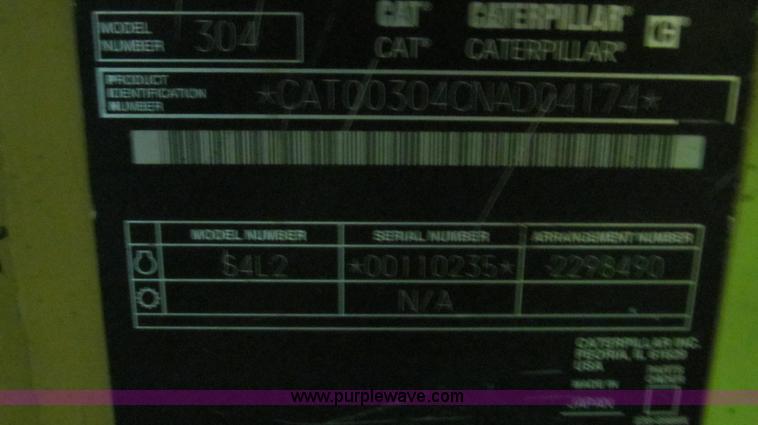 MODEL NUMBER 304
CAT® CATERPILLAR®
CAT® CATERPILLAR®
PRODUCT IDENTIFICATION NUMBER *CAT00304CNAD04174*
MODEL NUMBER SERIAL NUMBER ARRANGEMENT NUMBER
S4L2 *00110235* 2298490
N/A
CATERPILLAR INC.
PEORIA, IL 61629
USA PARTS
MADE IN
JAPAN
www.purplewave.com